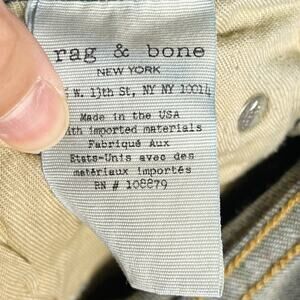 rag & bone
NEW YORK
W. 13th St, NY NY 10014
Made in the USA
with imported materials
Fabriqué Aux
Etats-Unis avec des
matériaux importés
RN # 108879